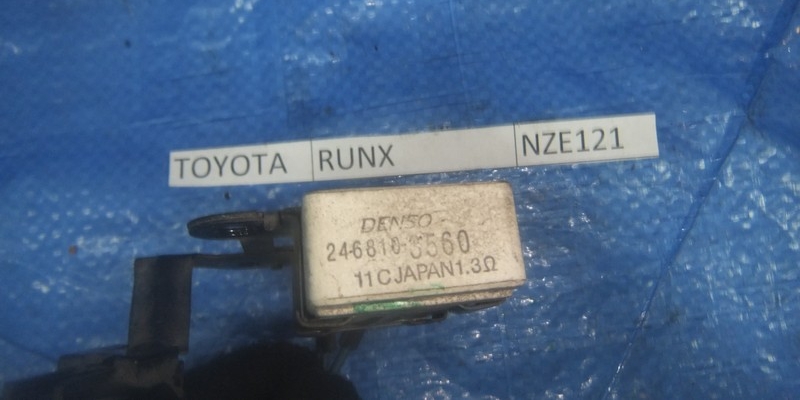 TOYOTA RUNX NZE121
DENSO
246810-3560
11C JAPAN 1.3Ω